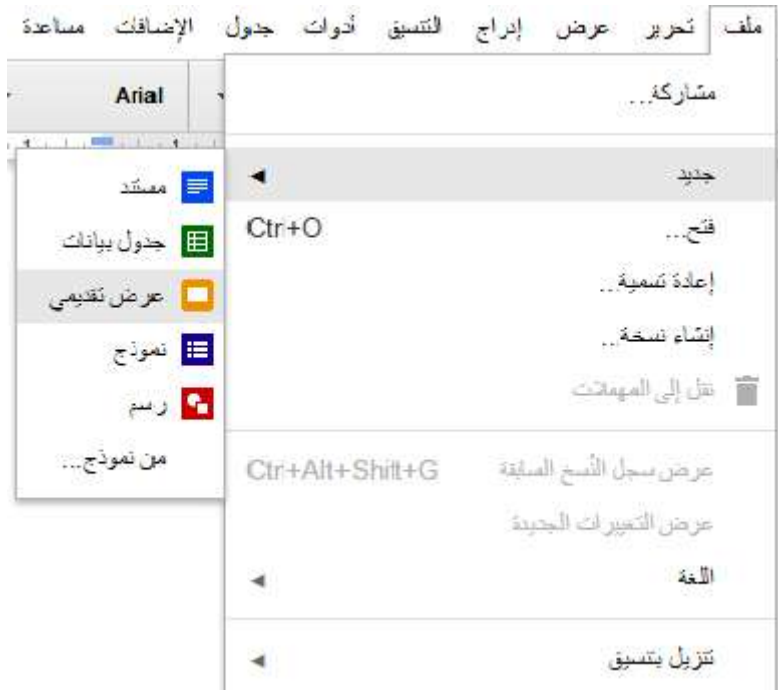 ملف تحرير عرض إدراج التنسيق أدوات جدول الإضافات مساعدة
Arial
مشاركة...
جديد
فتح... Ctrl+O
إعادة تسمية...
إنشاء نسخة...
نقل إلى المهملات
عرض سجل النُسخ السابقة Ctrl+Alt+Shift+G
عرض التغييرات الجديدة
اللغة
تنزيل بتنسيق
مستند
جدول بيانات
عرض تقديمي
نموذج
رسم
من نموذج...